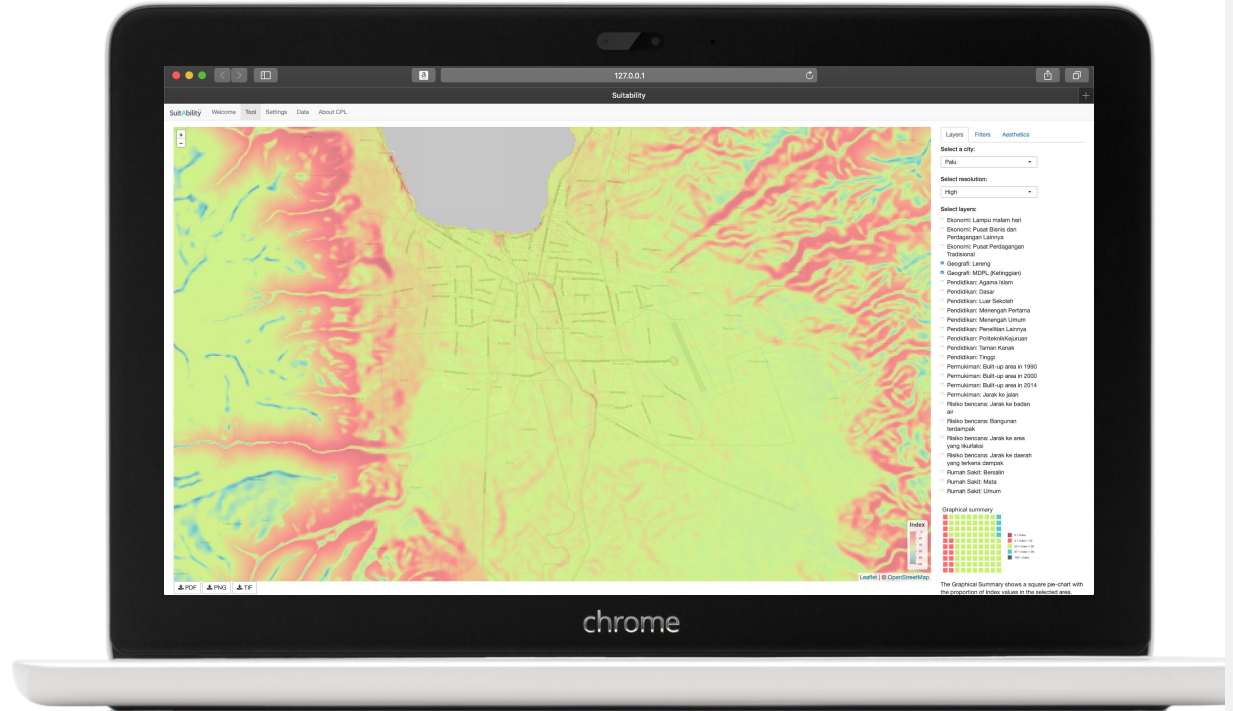 127.0.0.1
Suitability
SuitAbility Welcome Tool Settings Data About CPL
+
−
Layers Filters Aesthetics
Select a city:
Palu
Select resolution:
High
Select layers:
Ekonomi: Lampu malam hari
Ekonomi: Pusat Bisnis dan
Perdagangan Lainnya
Ekonomi: Pusat Perdagangan
Tradisional
Geografi: Lereng
Geografi: MDPL (Ketinggian)
Pendidikan: Agama Islam
Pendidikan: Dasar
Pendidikan: Luar Sekolah
Pendidikan: Menengah Pertama
Pendidikan: Menengah Umum
Pendidikan: Penelitian Lainnya
Pendidikan: PoliteknikKejuruan
Pendidikan: Taman Kanak
Pendidikan: Tinggi
Permukiman: Built-up area in 1990
Permukiman: Built-up area in 2000
Permukiman: Built-up area in 2014
Permukiman: Jarak ke jalan
Risiko bencana: Jarak ke badan
air
Risiko bencana: Bangunan
terdampak
Risiko bencana: Jarak ke area
yang likuifaksi
Risiko bencana: Jarak ke daerah
yang terkena dampak
Rumah Sakit: Bersalin
Rumah Sakit: Mata
Rumah Sakit: Umum
Graphical summary
Index
Leaflet | © OpenStreetMap
PDF PNG TIF
The Graphical Summary shows a square pie-chart with
the proportion of Index values in the selected area.
chrome